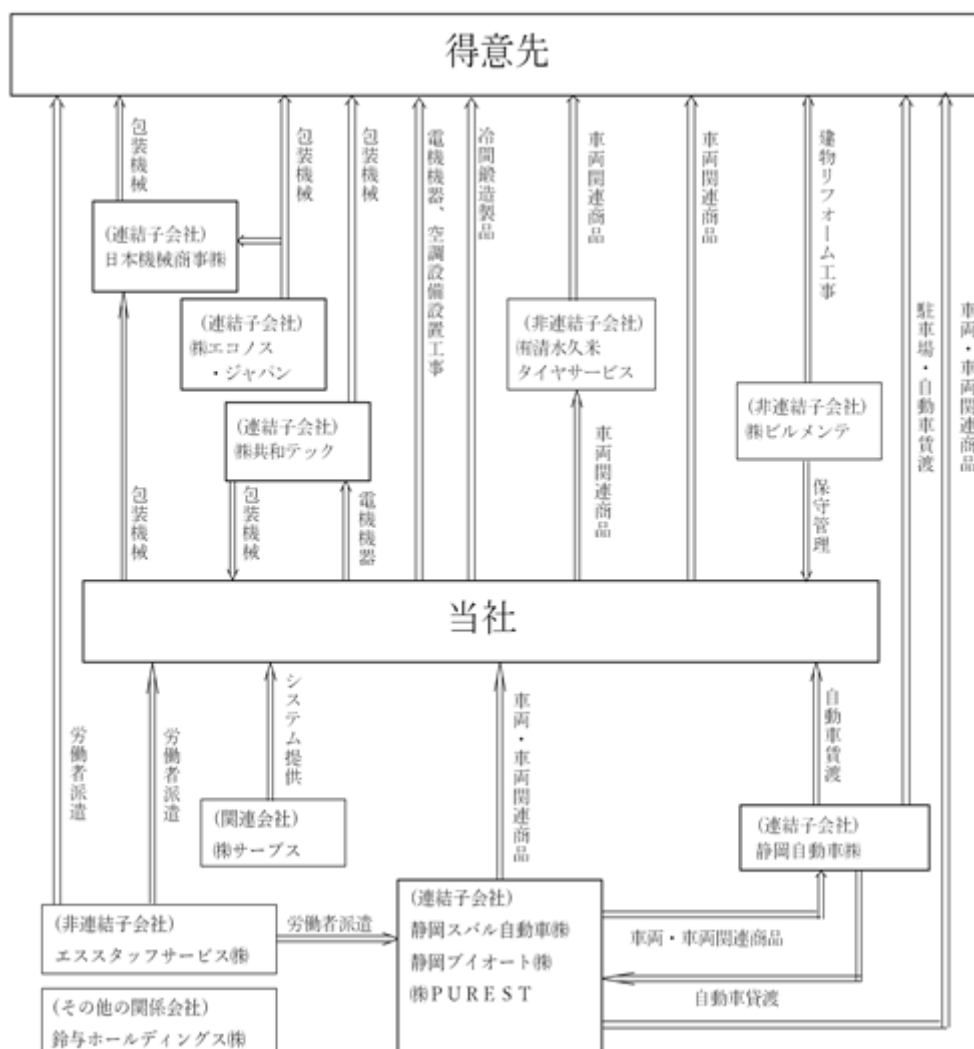 得意先
包装機械
包装機械
包装機械
電機機器、空調設備設置工事
冷間鍛造製品
車両関連商品
車両関連商品
建物リフォーム工事
駐車場・自動車賃渡
車両・車両関連商品
(連結子会社)
日本機械商事㈱
(連結子会社)
㈱エコノス
・ジャパン
(非連結子会社)
㈲清水久米
タイヤサービス
(非連結子会社)
㈱ビルメンテ
(連結子会社)
㈱共和テック
包装機械
包装機械
電機機器
車両関連商品
保守管理
当社
労働者派遣
労働者派遣
システム提供
車両・車両関連商品
自動車賃渡
(関連会社)
㈱サーブス
(連結子会社)
静岡自動車㈱
(非連結子会社)
エススタッフサービス㈱
労働者派遣
(連結子会社)
静岡スバル自動車㈱
静岡ブイオート㈱
㈱ＰＵＲＥＳＴ
車両・車両関連商品
自動車貸渡
(その他の関係会社)
鈴与ホールディングス㈱